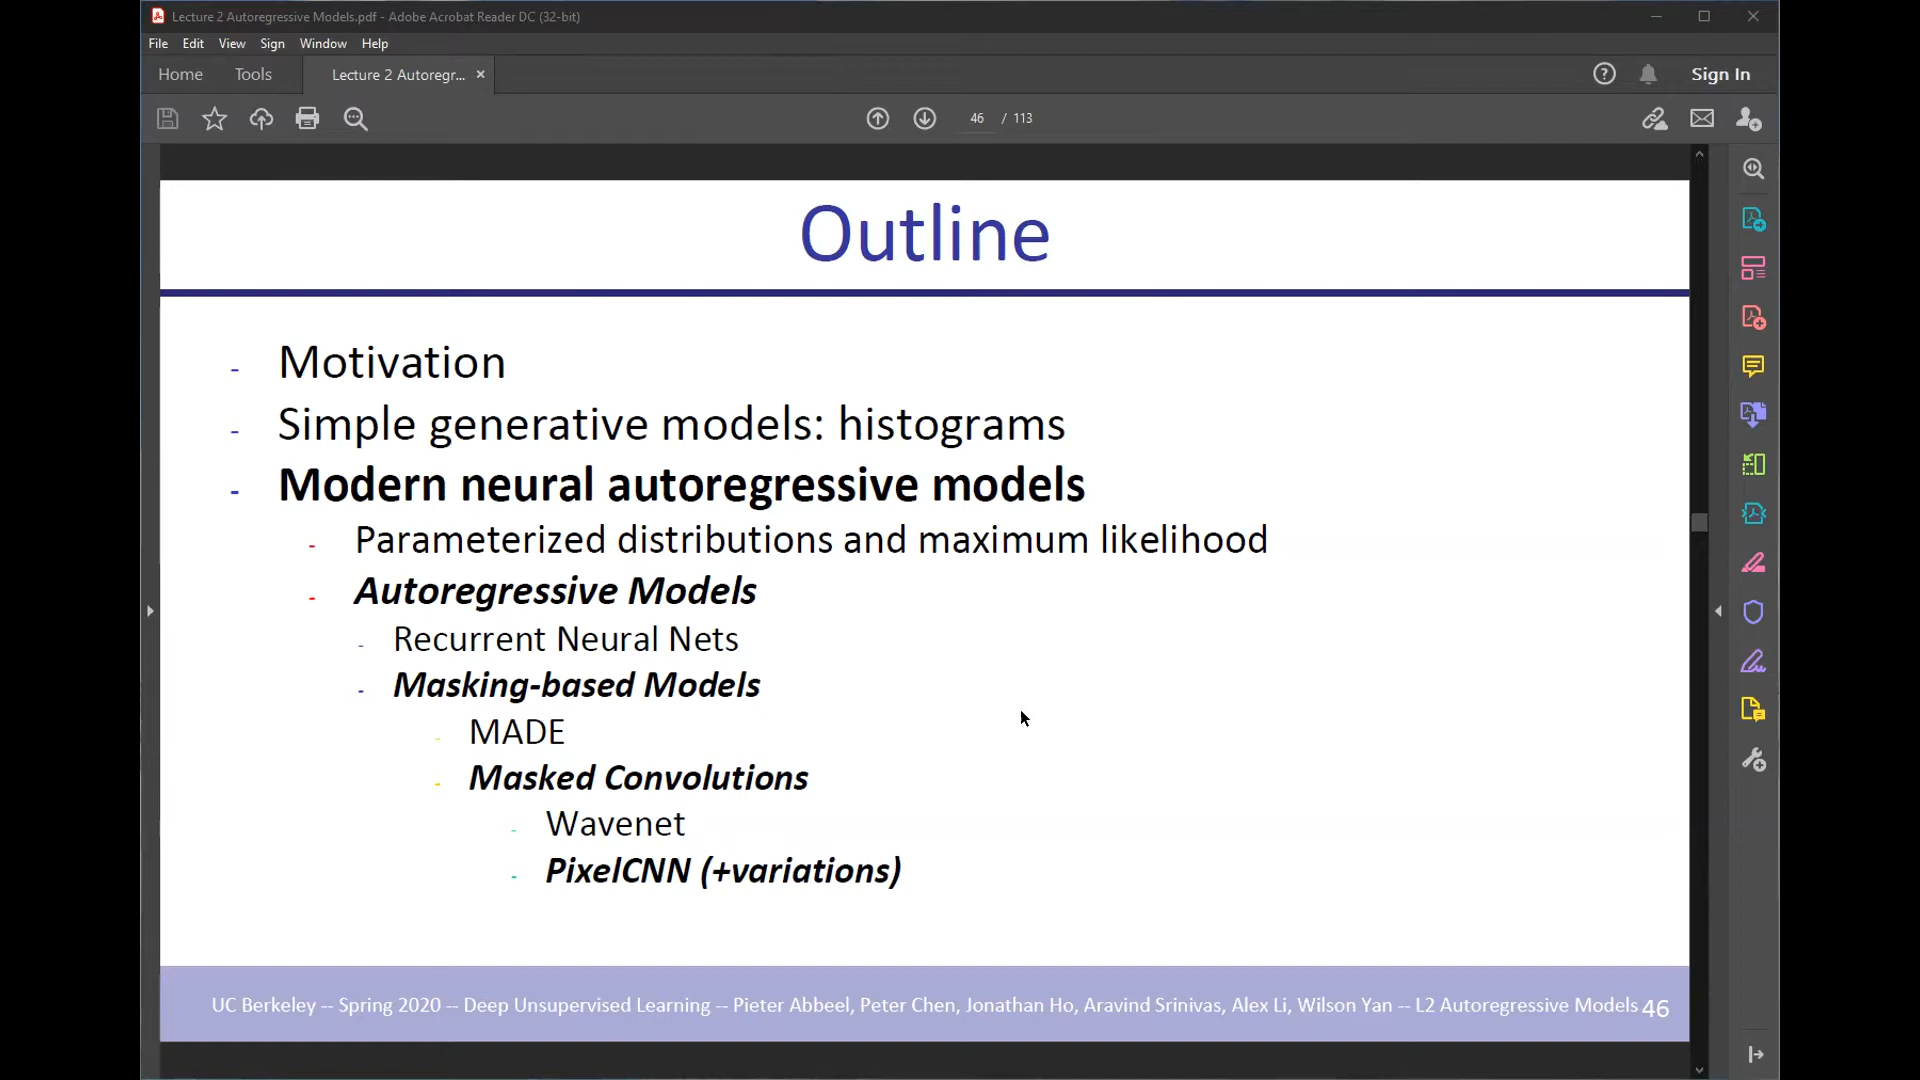 Lecture 2 Autoregressive Models.pdf - Adobe Acrobat Reader DC (32-bit)
File Edit View Sign Window Help
Home Tools Lecture 2 Autoregr... × Sign In
46 / 113
Outline
- Motivation
- Simple generative models: histograms
- Modern neural autoregressive models
- Parameterized distributions and maximum likelihood
- Autoregressive Models
- Recurrent Neural Nets
- Masking-based Models
- MADE
- Masked Convolutions
- Wavenet
- PixelCNN (+variations)
UC Berkeley -- Spring 2020 -- Deep Unsupervised Learning -- Pieter Abbeel, Peter Chen, Jonathan Ho, Aravind Srinivas, Alex Li, Wilson Yan -- L2 Autoregressive Models 46